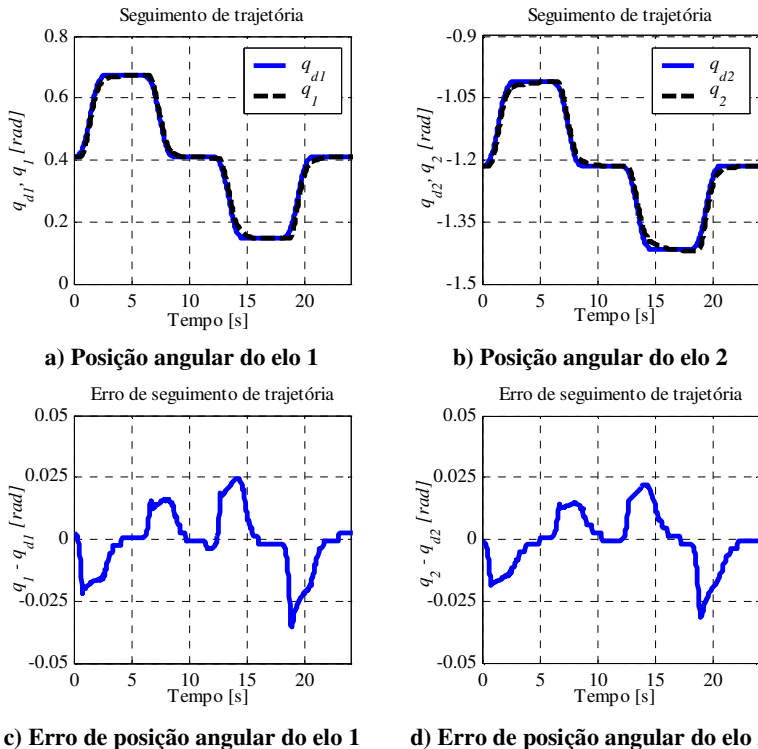 Seguimento de trajetória
0.8
0.6
0.4
0.2
0
q_d1, q_1 [rad]
q_d1
q_1
0 5 10 15 20
Tempo [s]
a) Posição angular do elo 1
Seguimento de trajetória
-0.9
-1.05
-1.2
-1.35
-1.5
q_d2, q_2 [rad]
q_d2
q_2
0 5 10 15 20
Tempo [s]
b) Posição angular do elo 2
Erro de seguimento de trajetória
0.05
0.025
0
-0.025
-0.05
q_1 - q_d1 [rad]
0 5 10 15 20
Tempo [s]
c) Erro de posição angular do elo 1
Erro de seguimento de trajetória
0.05
0.025
0
-0.025
-0.05
q_2 - q_d2 [rad]
0 5 10 15 20
Tempo [s]
d) Erro de posição angular do elo